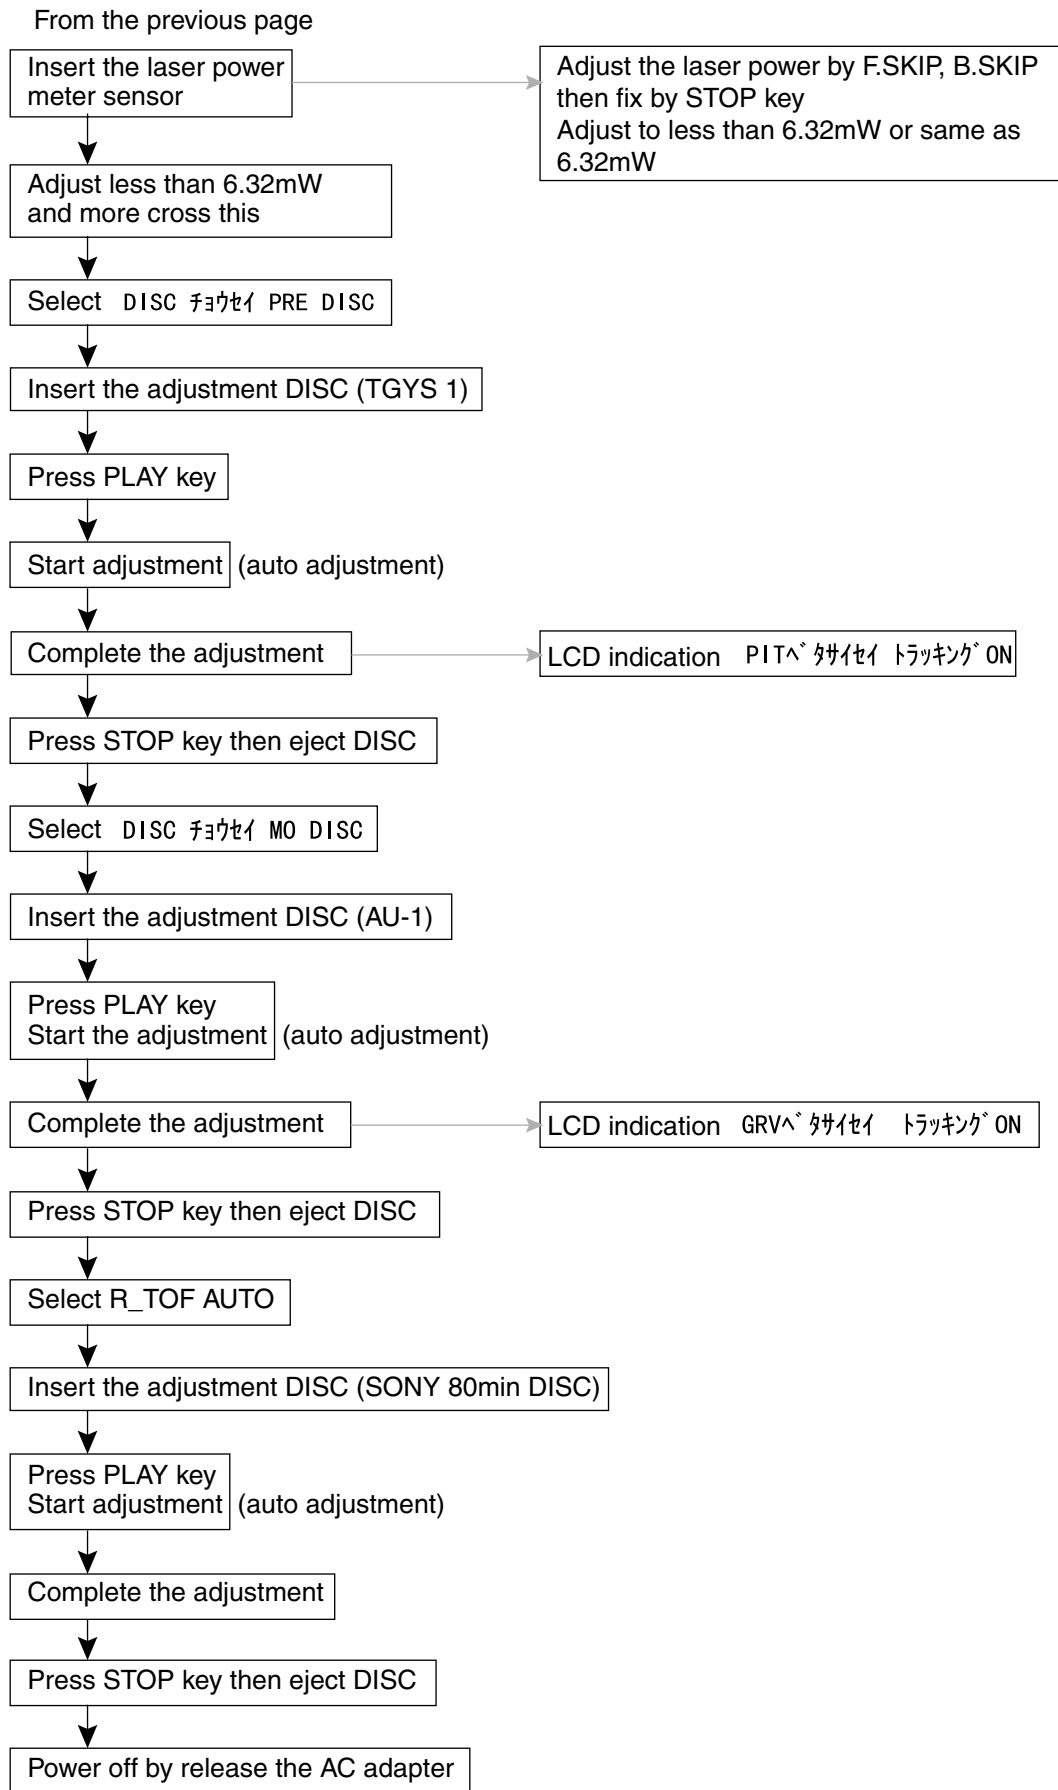 From the previous page
Insert the laser power
meter sensor
Adjust the laser power by F.SKIP, B.SKIP
then fix by STOP key
Adjust to less than 6.32mW or same as
6.32mW
Adjust less than 6.32mW
and more cross this
Select DISC ﾁｮｳｾｲ PRE DISC
Insert the adjustment DISC (TGYS 1)
Press PLAY key
Start adjustment (auto adjustment)
Complete the adjustment
LCD indication PITﾍﾞﾀｻｲｾｲ ﾄﾗｯｷﾝｸﾞON
Press STOP key then eject DISC
Select DISC ﾁｮｳｾｲ MO DISC
Insert the adjustment DISC (AU-1)
Press PLAY key
Start the adjustment (auto adjustment)
Complete the adjustment
LCD indication GRVﾍﾞﾀｻｲｾｲ ﾄﾗｯｷﾝｸﾞON
Press STOP key then eject DISC
Select R_TOF AUTO
Insert the adjustment DISC (SONY 80min DISC)
Press PLAY key
Start adjustment (auto adjustment)
Complete the adjustment
Press STOP key then eject DISC
Power off by release the AC adapter